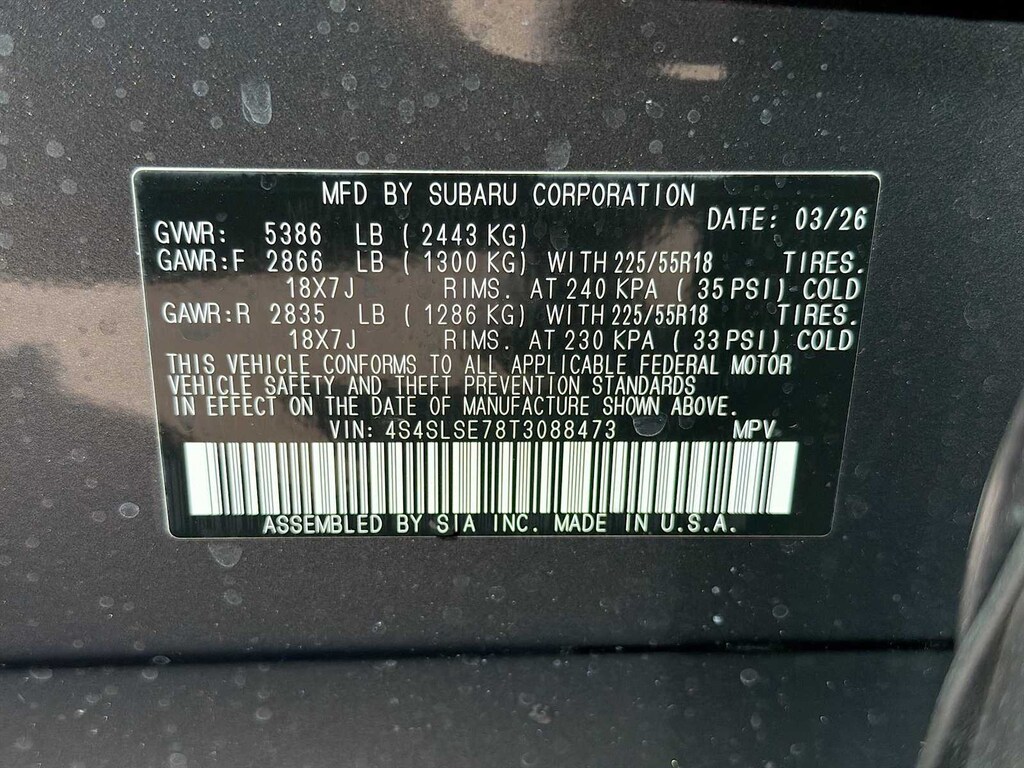 MFD BY SUBARU CORPORATION
DATE: 03/26
GVWR: 5386 LB ( 2443 KG)
GAWR:F 2866 LB ( 1300 KG) WITH 225/55R18 TIRES.
18X7J RIMS. AT 240 KPA ( 35 PSI) COLD
GAWR:R 2835 LB ( 1286 KG) WITH 225/55R18 TIRES.
18X7J RIMS. AT 230 KPA ( 33 PSI) COLD
THIS VEHICLE CONFORMS TO ALL APPLICABLE FEDERAL MOTOR
VEHICLE SAFETY AND THEFT PREVENTION STANDARDS
IN EFFECT ON THE DATE OF MANUFACTURE SHOWN ABOVE.
VIN: 4S4SLSE78T3088473 MPV
ASSEMBLED BY SIA INC. MADE IN U.S.A.